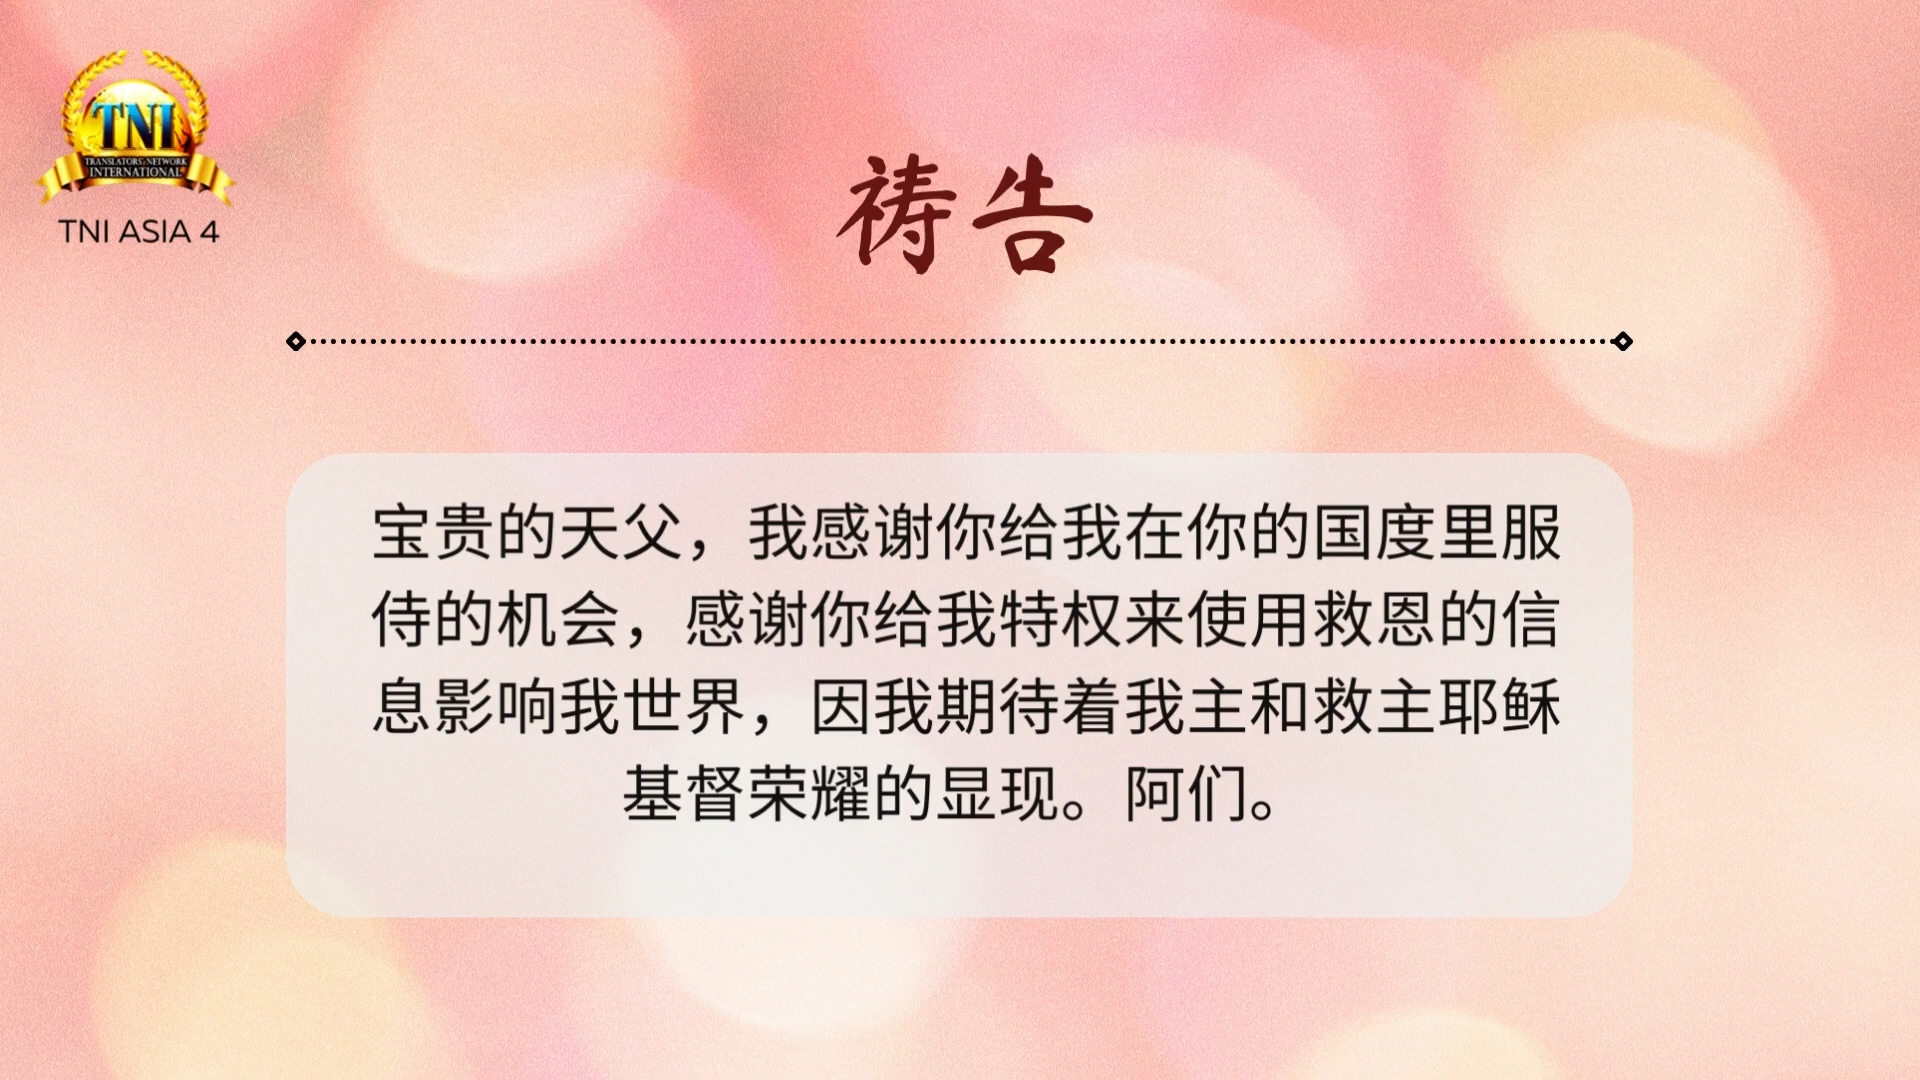 TNI
TRANSLATORS' NETWORK
INTERNATIONAL
TNI ASIA 4
祷告
宝贵的天父，我感谢你给我在你的国度里服
侍的机会，感谢你给我特权来使用救恩的信
息影响我世界，因我期待着我主和救主耶稣
基督荣耀的显现。阿们。